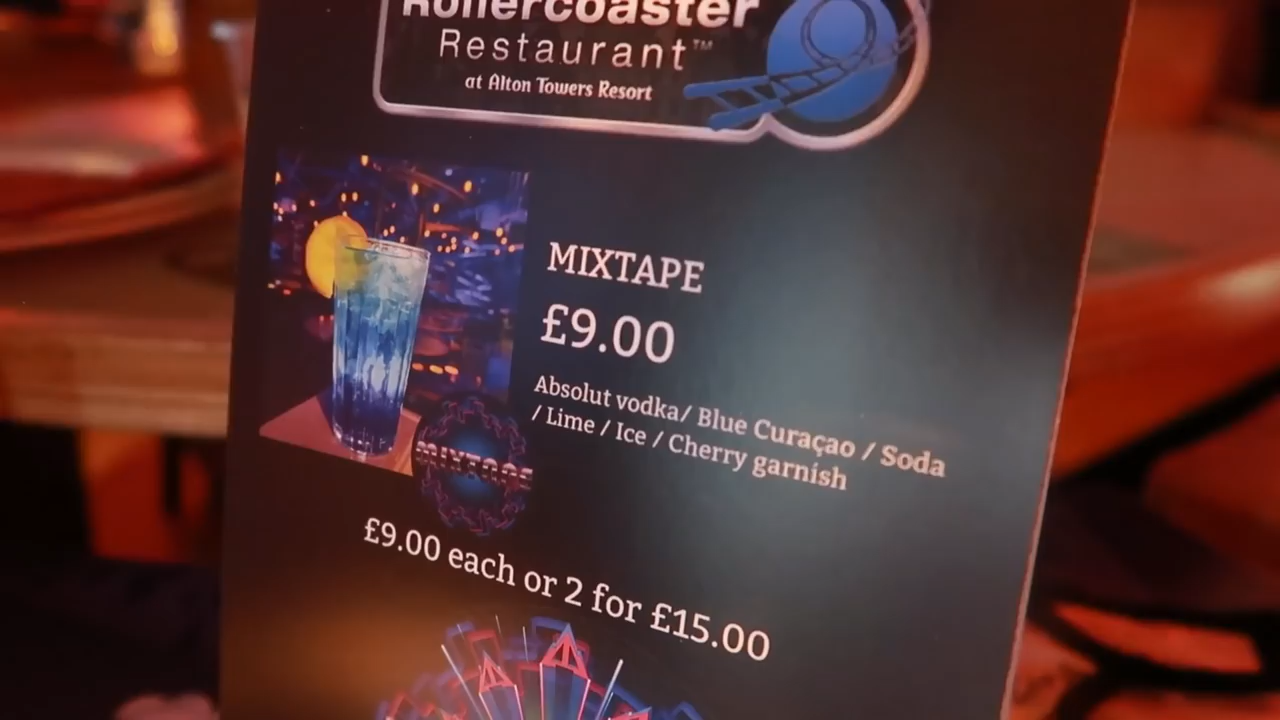 Rollercoaster
Restaurant™
at Alton Towers Resort
MIXTAPE
£9.00
Absolut vodka/ Blue Curaçao / Soda
/ Lime / Ice / Cherry garnish
MIXTAPE
£9.00 each or 2 for £15.00